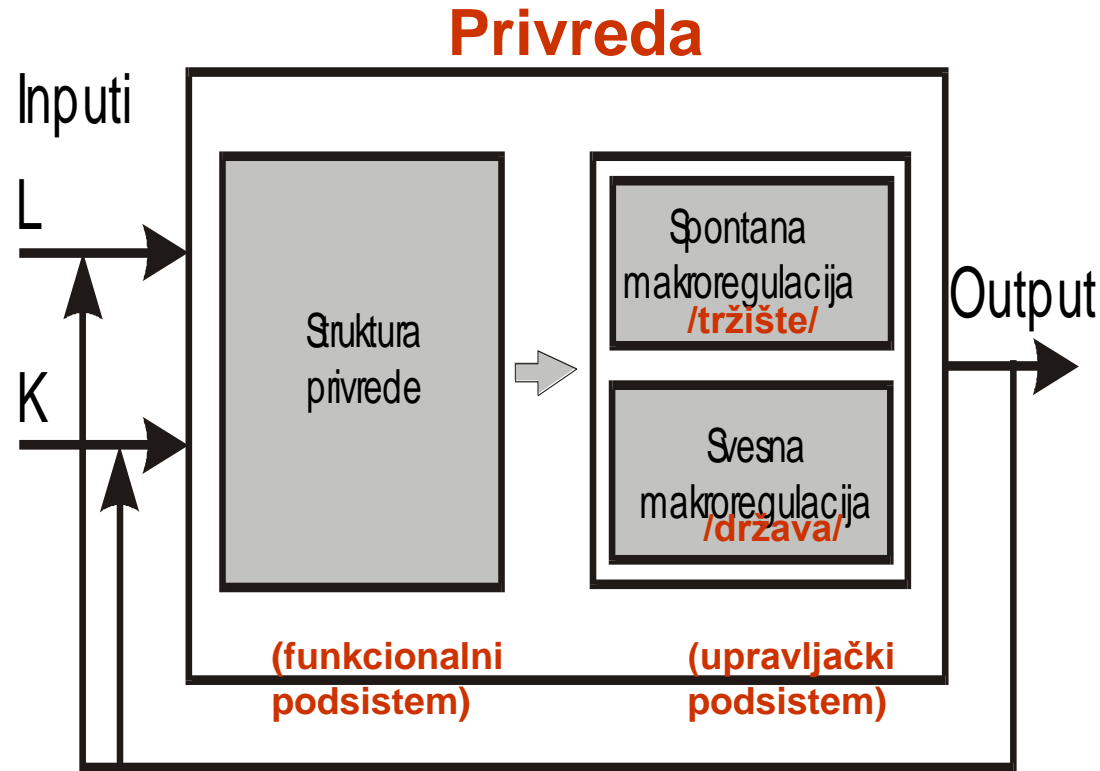 Privreda
Inputi
L
K
Struktura
privrede
Spontana
makroregulacija
/tržište/
Svesna
makroregulacija
/država/
Output
(funkcionalni
podsistem)
(upravljački
podsistem)